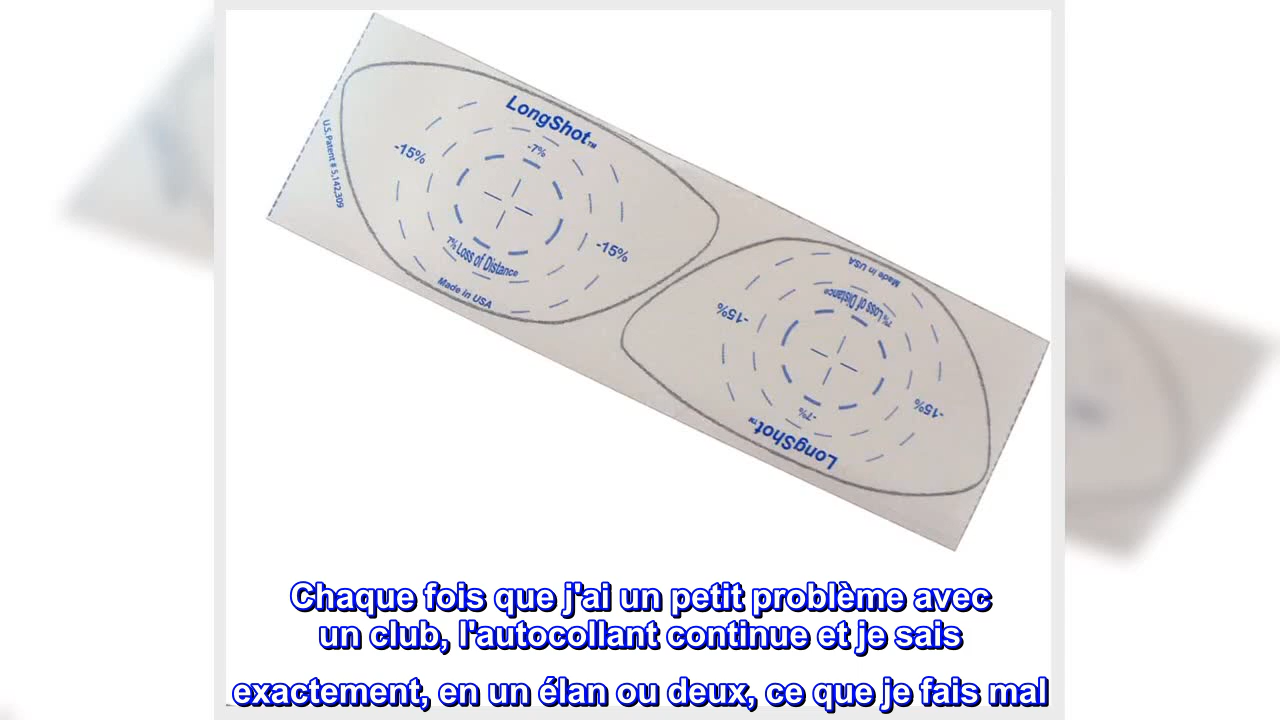 LongShot™
-7%
-15%
-15%
7% Loss of Distance
Made in USA
U.S. Patent # 5,142,309
Made in USA
7% Loss of Distance
-15%
-15%
-7%
LongShot™
Chaque fois que j'ai un petit problème avec
un club, l'autocollant continue et je sais
exactement, en un élan ou deux, ce que je fais mal